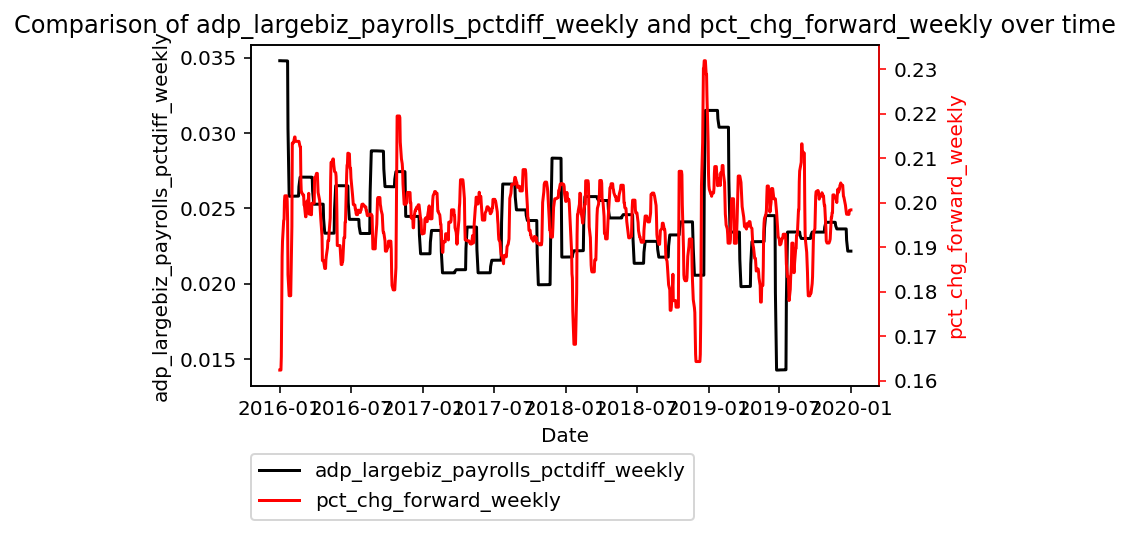 Comparison of adp_largebiz_payrolls_pctdiff_weekly and pct_chg_forward_weekly over time
adp_largebiz_payrolls_pctdiff_weekly
0.035
0.030
0.025
0.020
0.015
0.23
0.22
0.21
0.20
0.19
0.18
0.17
0.16
pct_chg_forward_weekly
2016-01 2016-07 2017-01 2017-07 2018-01 2018-07 2019-01 2019-07 2020-01
Date
adp_largebiz_payrolls_pctdiff_weekly
pct_chg_forward_weekly